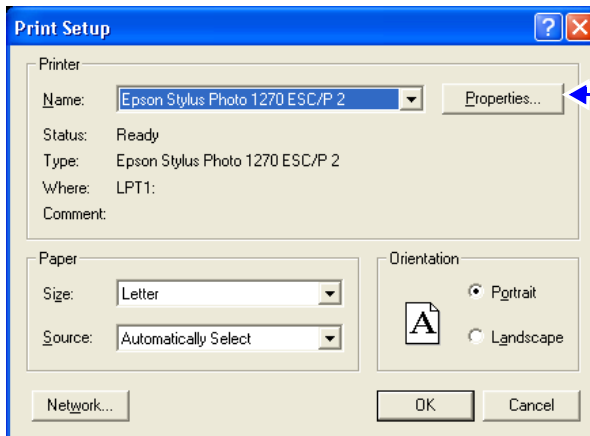 Print Setup
Printer
Name: Epson Stylus Photo 1270 ESC/P 2 Properties...
Status: Ready
Type: Epson Stylus Photo 1270 ESC/P 2
Where: LPT1:
Comment:
Paper
Size: Letter
Source: Automatically Select
Orientation
A
Portrait
Landscape
Network... OK Cancel